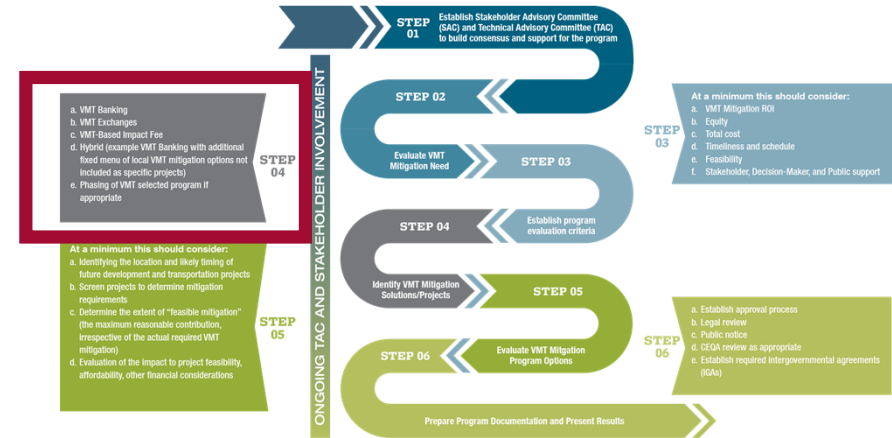 STEP
01
Establish Stakeholder Advisory Committee
(SAC) and Technical Advisory Committee (TAC)
to build consensus and support for the program
ONGOING TAC AND STAKEHOLDER INVOLVEMENT
STEP 02
Evaluate VMT
Mitigation Need
STEP 03
Establish program
evaluation criteria
STEP 04
Identify VMT Mitigation
Solutions/Projects
STEP 05
Evaluate VMT Mitgation
Program Options
STEP 06
Prepare Program Documentation and Present Results
STEP
03
At a minimum this should consider:
a. VMT Mitigation ROI
b. Equity
c. Total cost
d. Timeliness and schedule
e. Feasibility
f. Stakeholder, Decision-Maker, and Public support
a. VMT Banking
b. VMT Exchanges
c. VMT-Based Impact Fee
d. Hybrid (example VMT Banking with additional
fixed menu of local VMT mitigation options not
included as specific projects)
e. Phasing of VMT selected program if
appropriate
STEP
04
At a minimum this should consider:
a. Identifying the location and likely timing of
future development and transportation projects
b. Screen projects to determine mitigation
requirements
c. Determine the extent of “feasible mitigation”
(the maximum reasonable contribution,
irrespective of the actual required VMT
mitigation)
d. Evaluation of the impact to project feasibility,
affordability, other financial considerations
STEP
05
STEP
06
a. Establish approval process
b. Legal review
c. Public notice
d. CEQA review as appropriate
e. Establish required intergovernmental agreements
(IGAs)